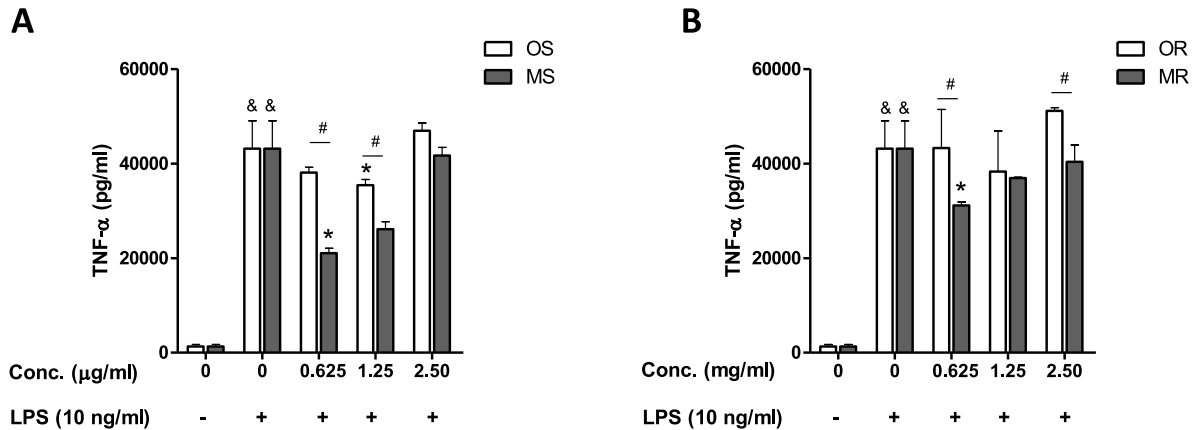 A
OS
MS
TNF-α (pg/ml)
60000
40000
20000
0
& &
#
*
#
*
Conc. (µg/ml) 0 0 0.625 1.25 2.50
LPS (10 ng/ml) - + + + +
B
OR
MR
TNF-α (pg/ml)
60000
40000
20000
0
& &
#
*
#
Conc. (mg/ml) 0 0 0.625 1.25 2.50
LPS (10 ng/ml) - + + + +